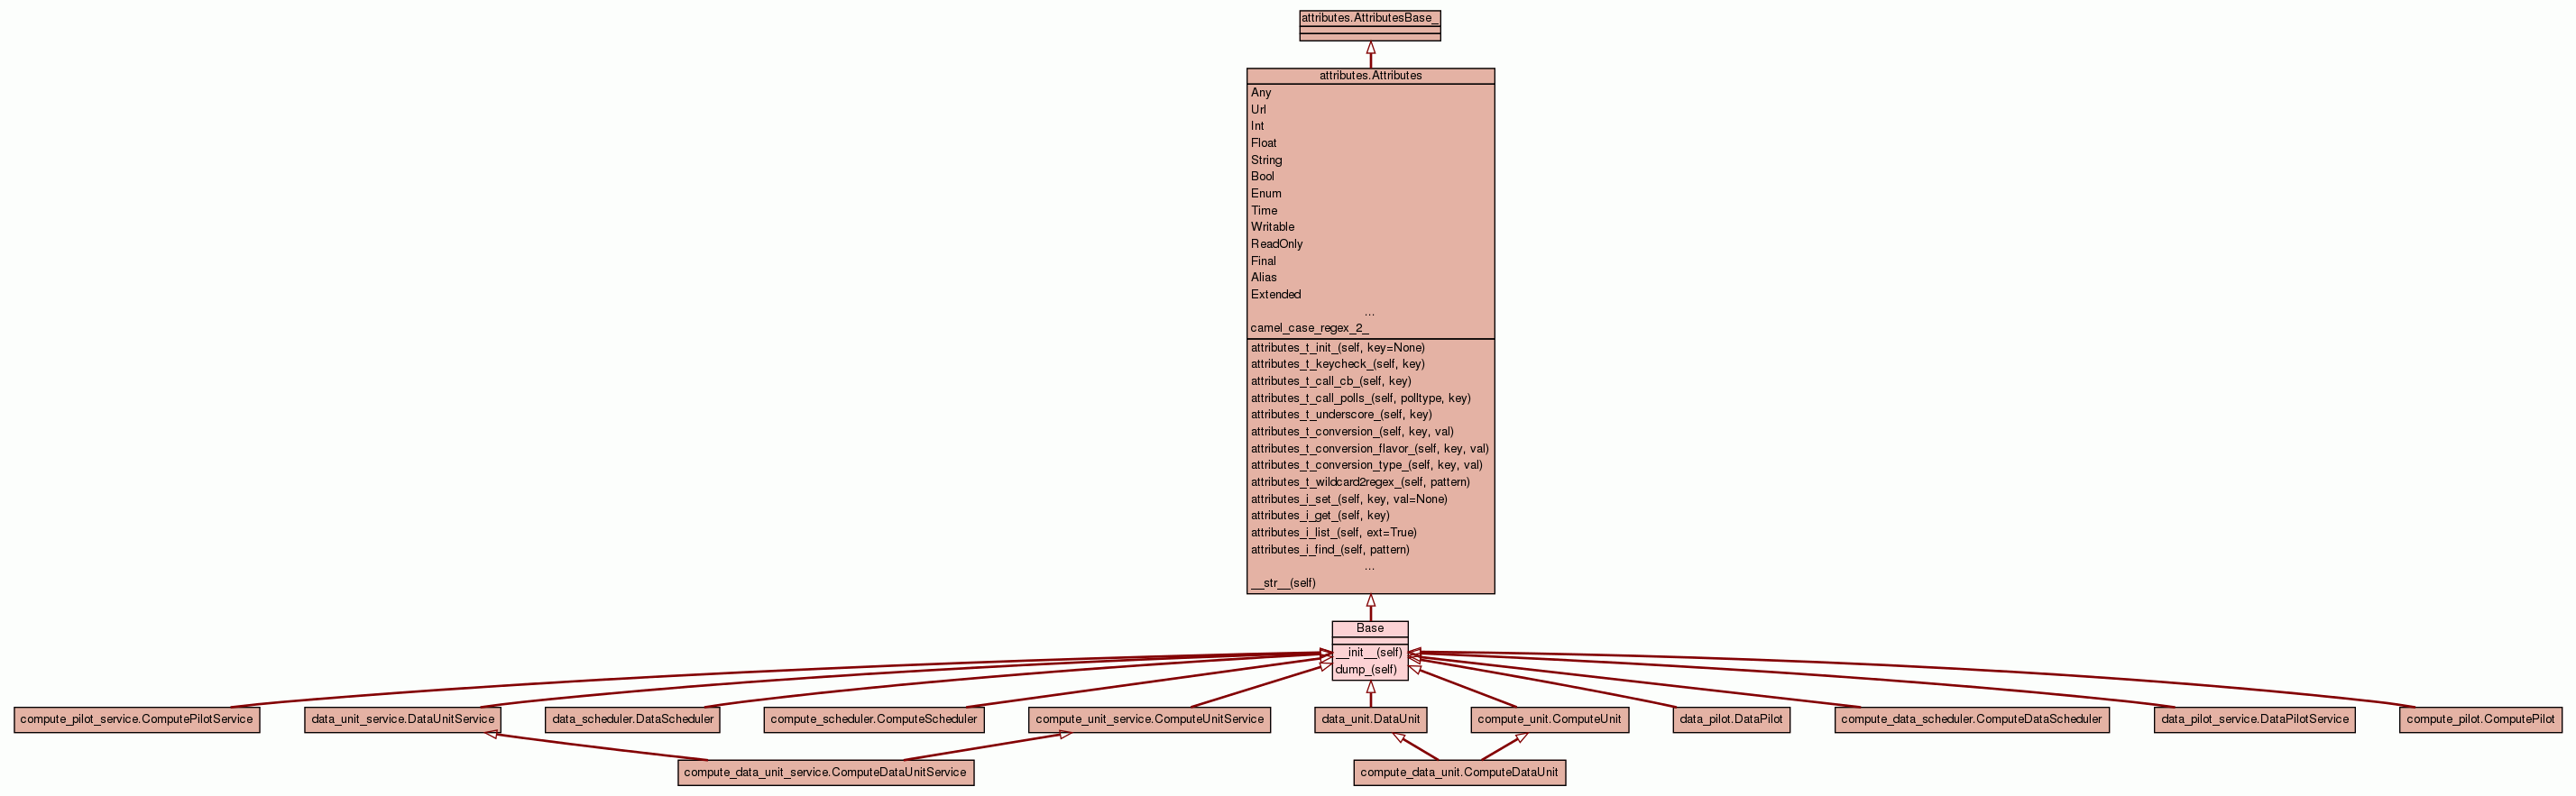 attributes.AttributesBase_
attributes.Attributes
Any
Url
Int
Float
String
Bool
Enum
Time
Writable
ReadOnly
Final
Alias
Extended
...
camel_case_regex_2_
attributes_t_init_(self, key=None)
attributes_t_keycheck_(self, key)
attributes_t_call_cb_(self, key)
attributes_t_call_polls_(self, polltype, key)
attributes_t_underscore_(self, key)
attributes_t_conversion_(self, key, val)
attributes_t_conversion_flavor_(self, key, val)
attributes_t_conversion_type_(self, key, val)
attributes_t_wildcard2regex_(self, pattern)
attributes_i_set_(self, key, val=None)
attributes_i_get_(self, key)
attributes_i_list_(self, ext=True)
attributes_i_find_(self, pattern)
...
__str__(self)
Base
__init__(self)
dump_(self)
compute_pilot_service.ComputePilotService
data_unit_service.DataUnitService
data_scheduler.DataScheduler
compute_scheduler.ComputeScheduler
compute_unit_service.ComputeUnitService
data_unit.DataUnit
compute_unit.ComputeUnit
data_pilot.DataPilot
compute_data_scheduler.ComputeDataScheduler
data_pilot_service.DataPilotService
compute_pilot.ComputePilot
compute_data_unit_service.ComputeDataUnitService
compute_data_unit.ComputeDataUnit